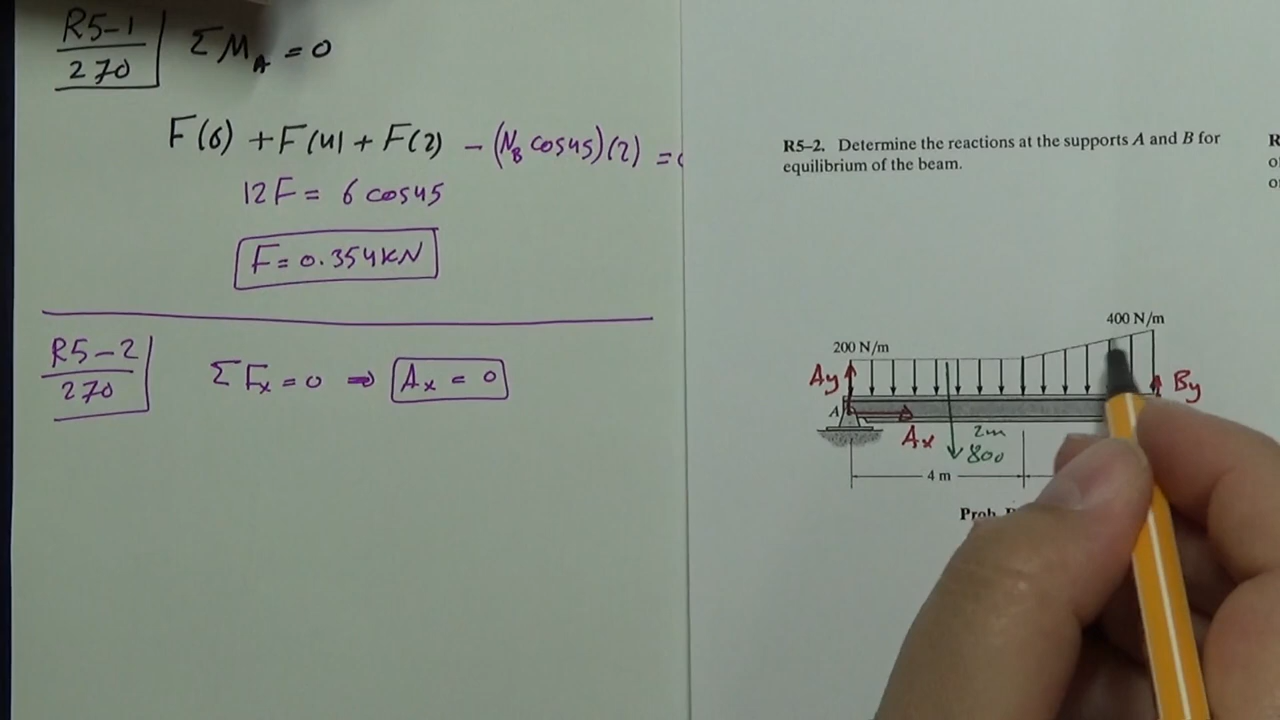 R5-1
270
ΣM_A = 0
F(6) + F(4) + F(2) - (N_B cos45)(2) =
12F = 6 cos45
F = 0.354 KN
R5-2
270
ΣF_x = 0 ⇒ A_x = 0
R5-2. Determine the reactions at the supports A and B for
equilibrium of the beam.
400 N/m
200 N/m
Ay
By
A
Ax
2m
800
4 m
Prob.